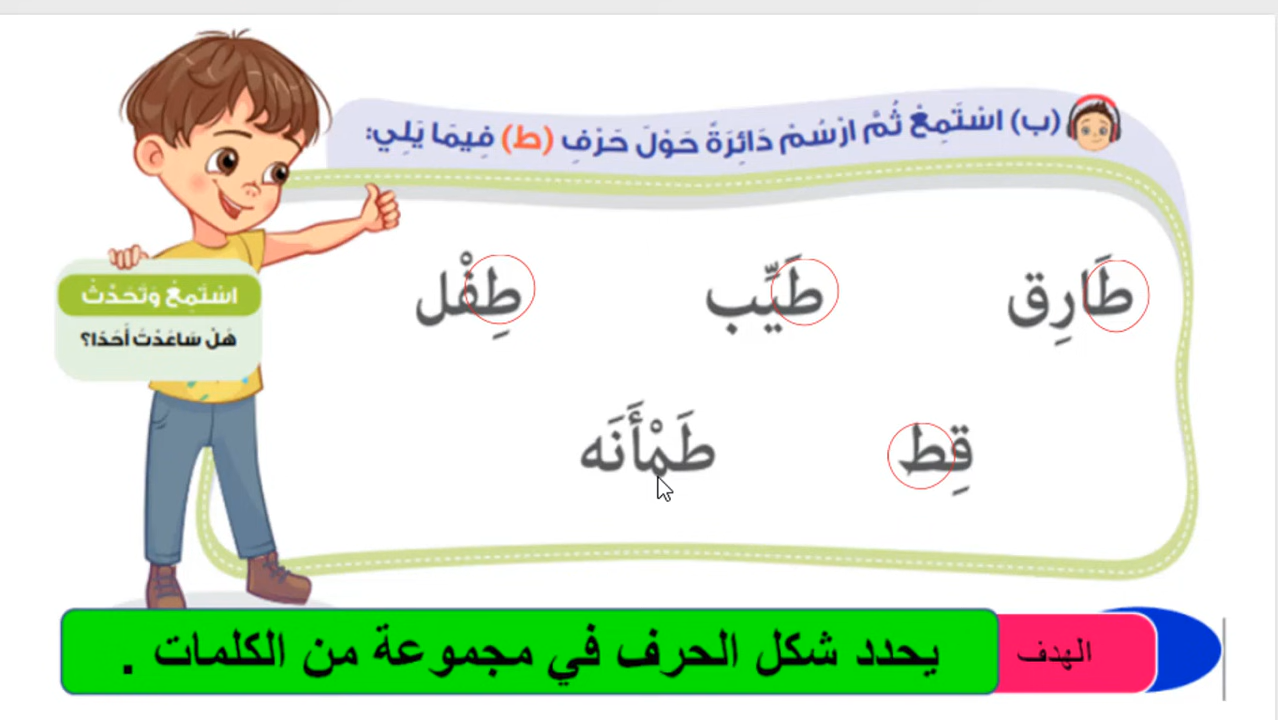 (ب) اسْتَمِعْ ثُمَّ ارْسُمْ دَائِرَةً حَوْلَ حَرْفِ (ط) فِيمَا يَلِي:
طَارِق طَيِّب طِفْل
قِط طَمْأَنَه
اسْتَمِعْ وَتَحَدَّثْ
هَلْ سَاعَدْتَ أَحَدًا؟
الهدف
يحدد شكل الحرف في مجموعة من الكلمات .